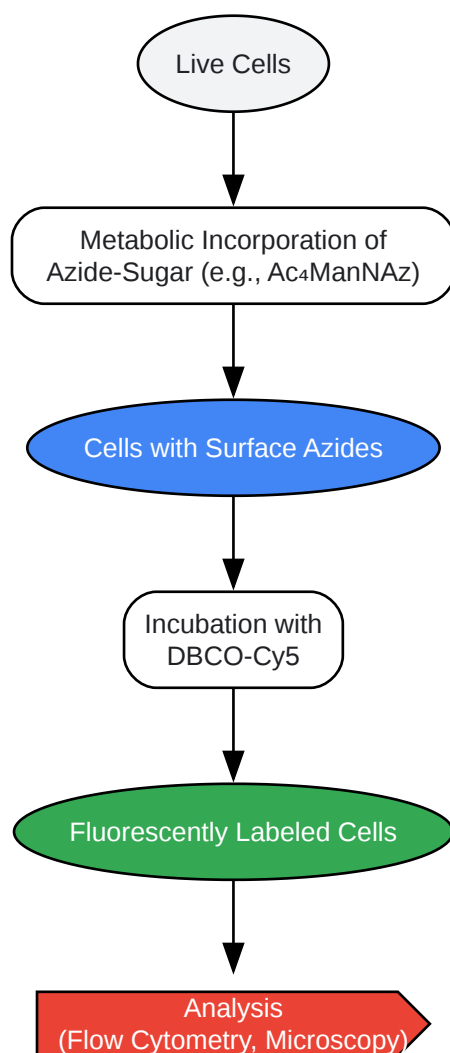 Live Cells
Metabolic Incorporation of
Azide-Sugar (e.g., Ac₄ManNAz)
Cells with Surface Azides
Incubation with
DBCO-Cy5
Fluorescently Labeled Cells
Analysis
(Flow Cytometry, Microscopy)